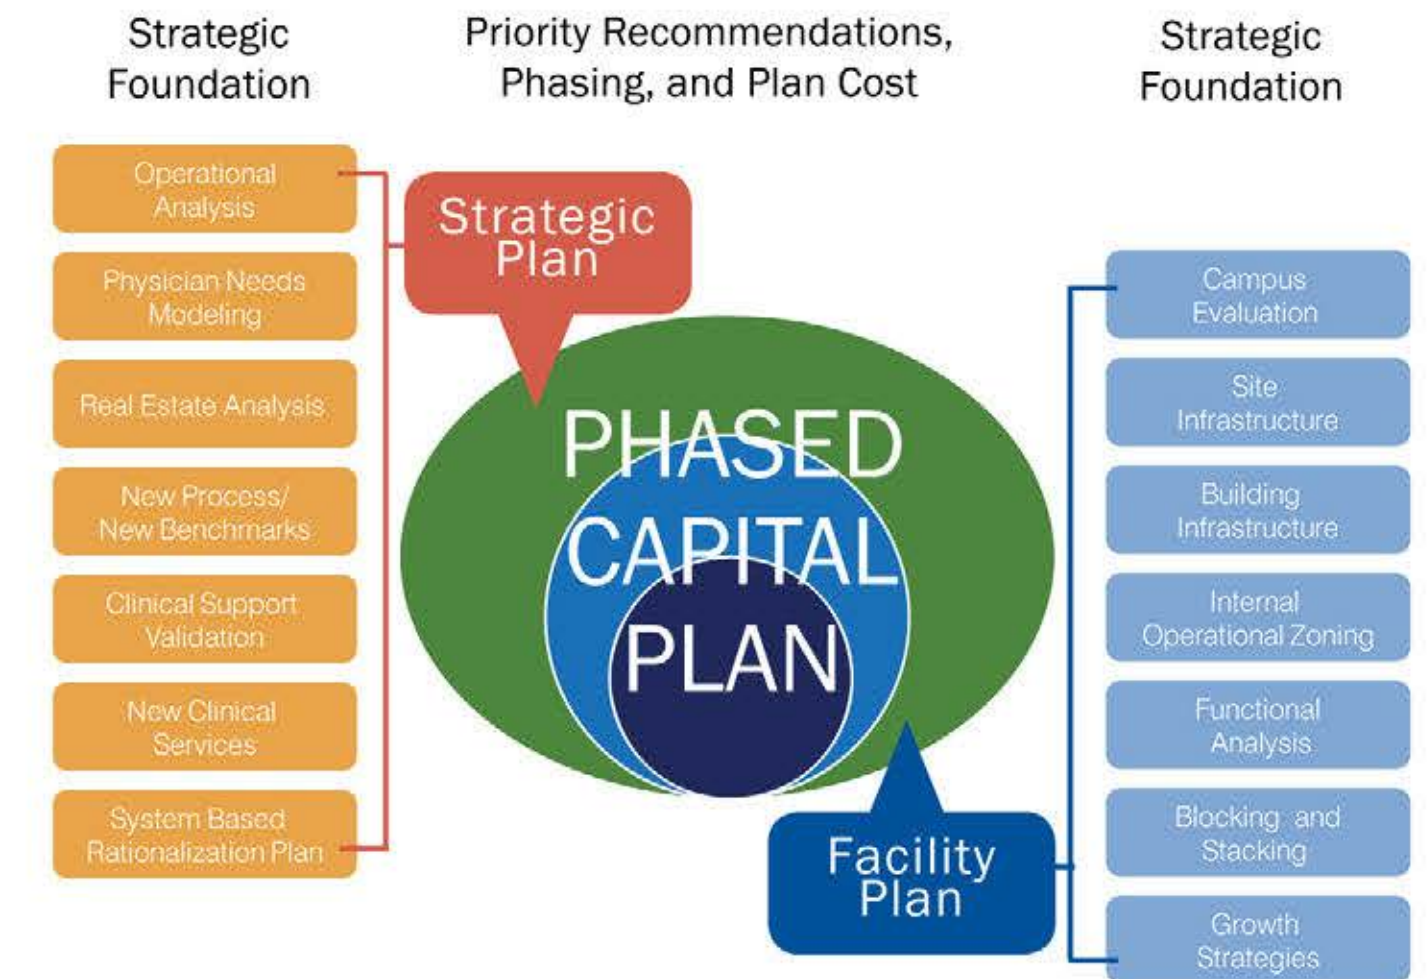 Strategic
Foundation
Priority Recommendations,
Phasing, and Plan Cost
Strategic
Foundation
Operational
Analysis
Physician Needs
Modeling
Real Estate Analysis
New Process/
New Benchmarks
Clinical Support
Validation
New Clinical
Services
System Based
Rationalization Plan
Strategic
Plan
PHASED
CAPITAL
PLAN
Facility
Plan
Campus
Evaluation
Site
Infrastructure
Building
Infrastructure
Internal
Operational Zoning
Functional
Analysis
Blocking and
Stacking
Growth
Strategies